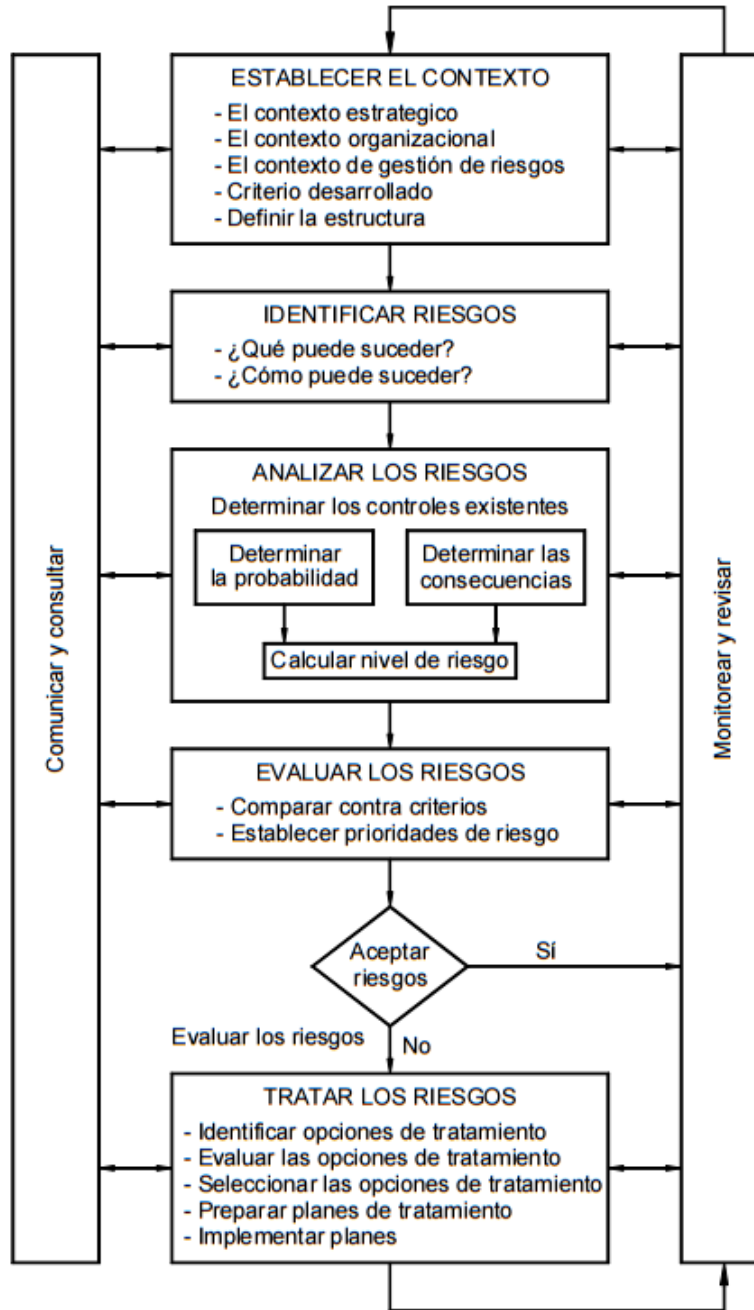 ESTABLECER EL CONTEXTO
- El contexto estrategico
- El contexto organizacional
- El contexto de gestión de riesgos
- Criterio desarrollado
- Definir la estructura
IDENTIFICAR RIESGOS
- ¿Qué puede suceder?
- ¿Cómo puede suceder?
ANALIZAR LOS RIESGOS
Determinar los controles existentes
Determinar
la probabilidad
Determinar las
consecuencias
Calcular nivel de riesgo
Comunicar y consultar
Monitorear y revisar
EVALUAR LOS RIESGOS
- Comparar contra criterios
- Establecer prioridades de riesgo
Aceptar
riesgos
Sí
Evaluar los riesgos
No
TRATAR LOS RIESGOS
- Identificar opciones de tratamiento
- Evaluar las opciones de tratamiento
- Seleccionar las opciones de tratamiento
- Preparar planes de tratamiento
- Implementar planes